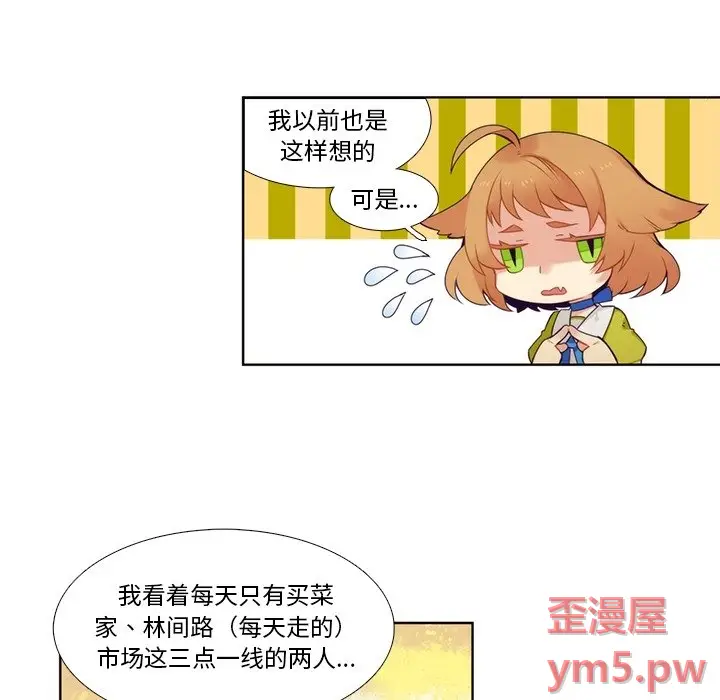 我以前也是
这样想的
可是...
我看着每天只有买菜
家、林间路（每天走的）
市场这三点一线的两人...
歪漫屋
ym5.pw